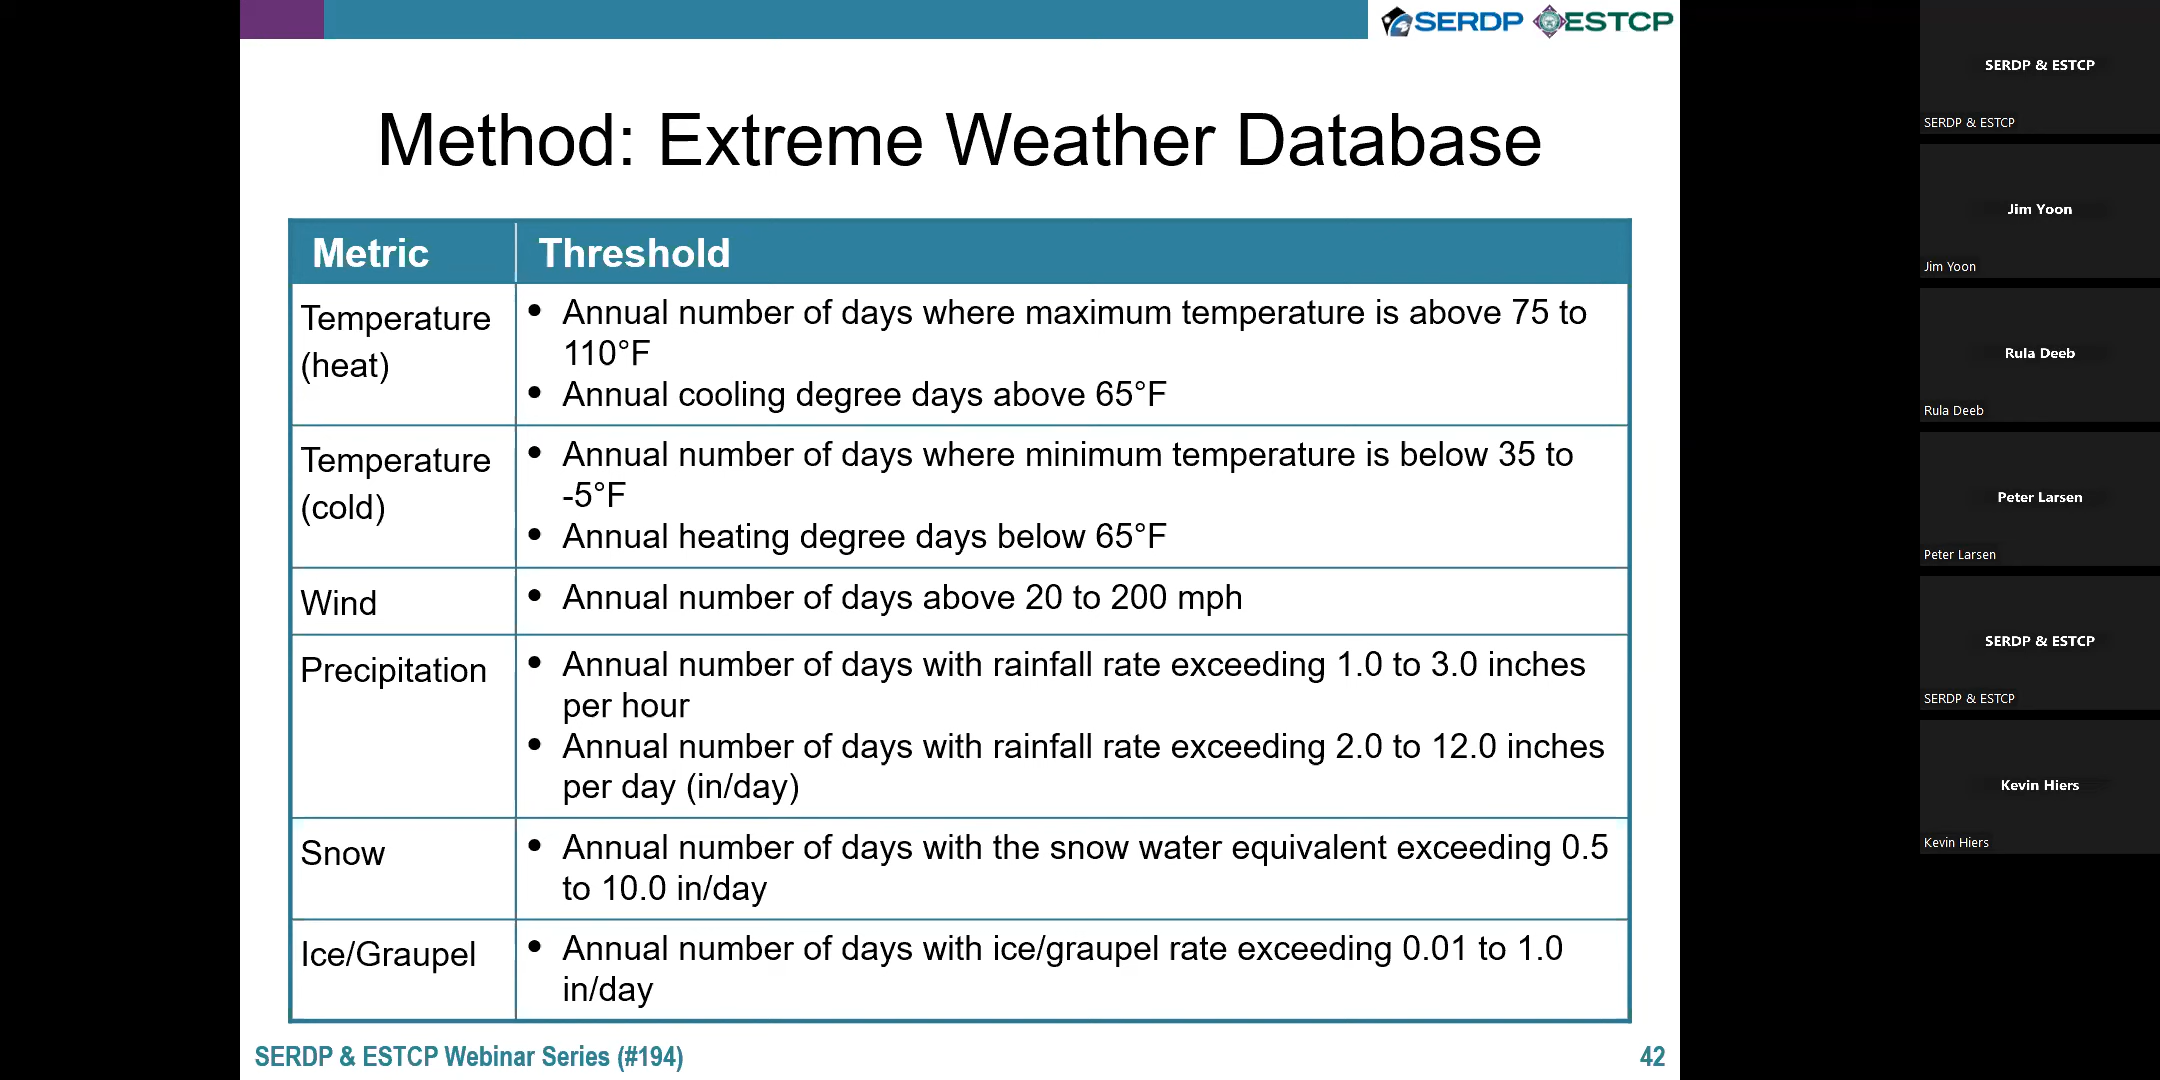 SERDP ESTCP
Method: Extreme Weather Database
Metric Threshold
Temperature
(heat)
• Annual number of days where maximum temperature is above 75 to
110°F
• Annual cooling degree days above 65°F
Temperature
(cold)
• Annual number of days where minimum temperature is below 35 to
-5°F
• Annual heating degree days below 65°F
Wind
• Annual number of days above 20 to 200 mph
Precipitation
• Annual number of days with rainfall rate exceeding 1.0 to 3.0 inches
per hour
• Annual number of days with rainfall rate exceeding 2.0 to 12.0 inches
per day (in/day)
Snow
• Annual number of days with the snow water equivalent exceeding 0.5
to 10.0 in/day
Ice/Graupel
• Annual number of days with ice/graupel rate exceeding 0.01 to 1.0
in/day
SERDP & ESTCP Webinar Series (#194)
42
SERDP & ESTCP
SERDP & ESTCP
Jim Yoon
Jim Yoon
Rula Deeb
Rula Deeb
Peter Larsen
Peter Larsen
SERDP & ESTCP
SERDP & ESTCP
Kevin Hiers
Kevin Hiers